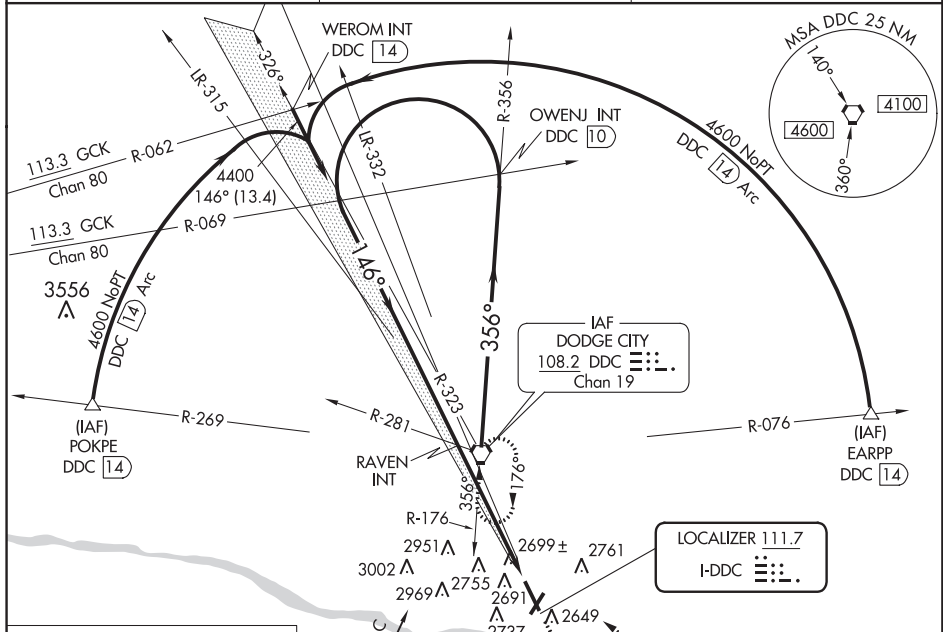 WEROM INT
DDC 14
MSA DDC 25 NM
140°
4100
4600
360°
326°
LR-315
LR-332
R-356
OWENJ INT
DDC 10
4600 NoPT
DDC 14 Arc
113.3 GCK
Chan 80
R-062
4400
146° (13.4)
113.3 GCK
Chan 80
R-069
3556
4600 NoPT
DDC 14 Arc
146°
356°
IAF
DODGE CITY
108.2 DDC
Chan 19
R-323
R-269
R-281
R-076
(IAF)
POKPE
DDC 14
(IAF)
EARPP
DDC 14
RAVEN
INT
356°
176°
R-176
LOCALIZER 111.7
I-DDC
2951
2699 ±
2761
3002
2969
2755
2691
2649
2737